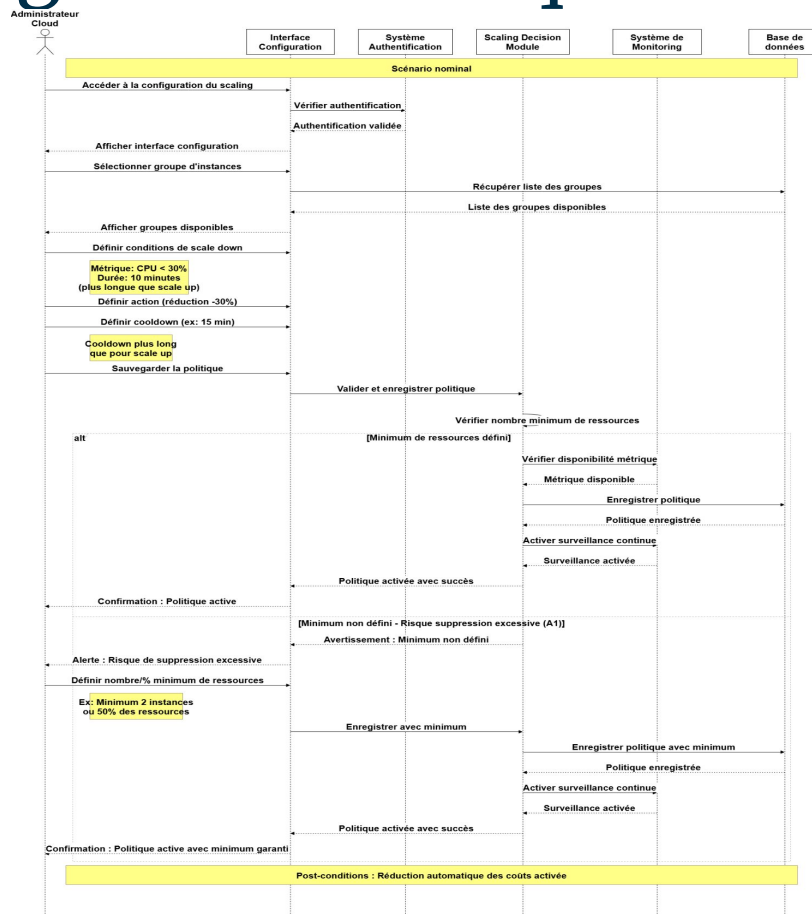 Administrateur
Cloud
Interface
Configuration
Système
Authentification
Scaling Decision
Module
Système de
Monitoring
Base de
données
Scénario nominal
Accéder à la configuration du scaling
Vérifier authentification
Authentification validée
Afficher interface configuration
Sélectionner groupe d'instances
Récupérer liste des groupes
Liste des groupes disponibles
Afficher groupes disponibles
Définir conditions de scale down
Métrique: CPU < 30%
Durée: 10 minutes
(plus longue que scale up)
Définir action (réduction -30%)
Définir cooldown (ex: 15 min)
Cooldown plus long
que pour scale up
Sauvegarder la politique
Valider et enregistrer politique
Vérifier nombre minimum de ressources
alt
[Minimum de ressources défini]
Vérifier disponibilité métrique
Métrique disponible
Enregistrer politique
Politique enregistrée
Activer surveillance continue
Surveillance activée
Politique activée avec succès
Confirmation : Politique active
[Minimum non défini - Risque suppression excessive (A1)]
Avertissement : Minimum non défini
Alerte : Risque de suppression excessive
Définir nombre/% minimum de ressources
Ex: Minimum 2 instances
ou 50% des ressources
Enregistrer avec minimum
Enregistrer politique avec minimum
Politique enregistrée
Activer surveillance continue
Surveillance activée
Politique activée avec succès
Confirmation : Politique active avec minimum garanti
Post-conditions : Réduction automatique des coûts activée